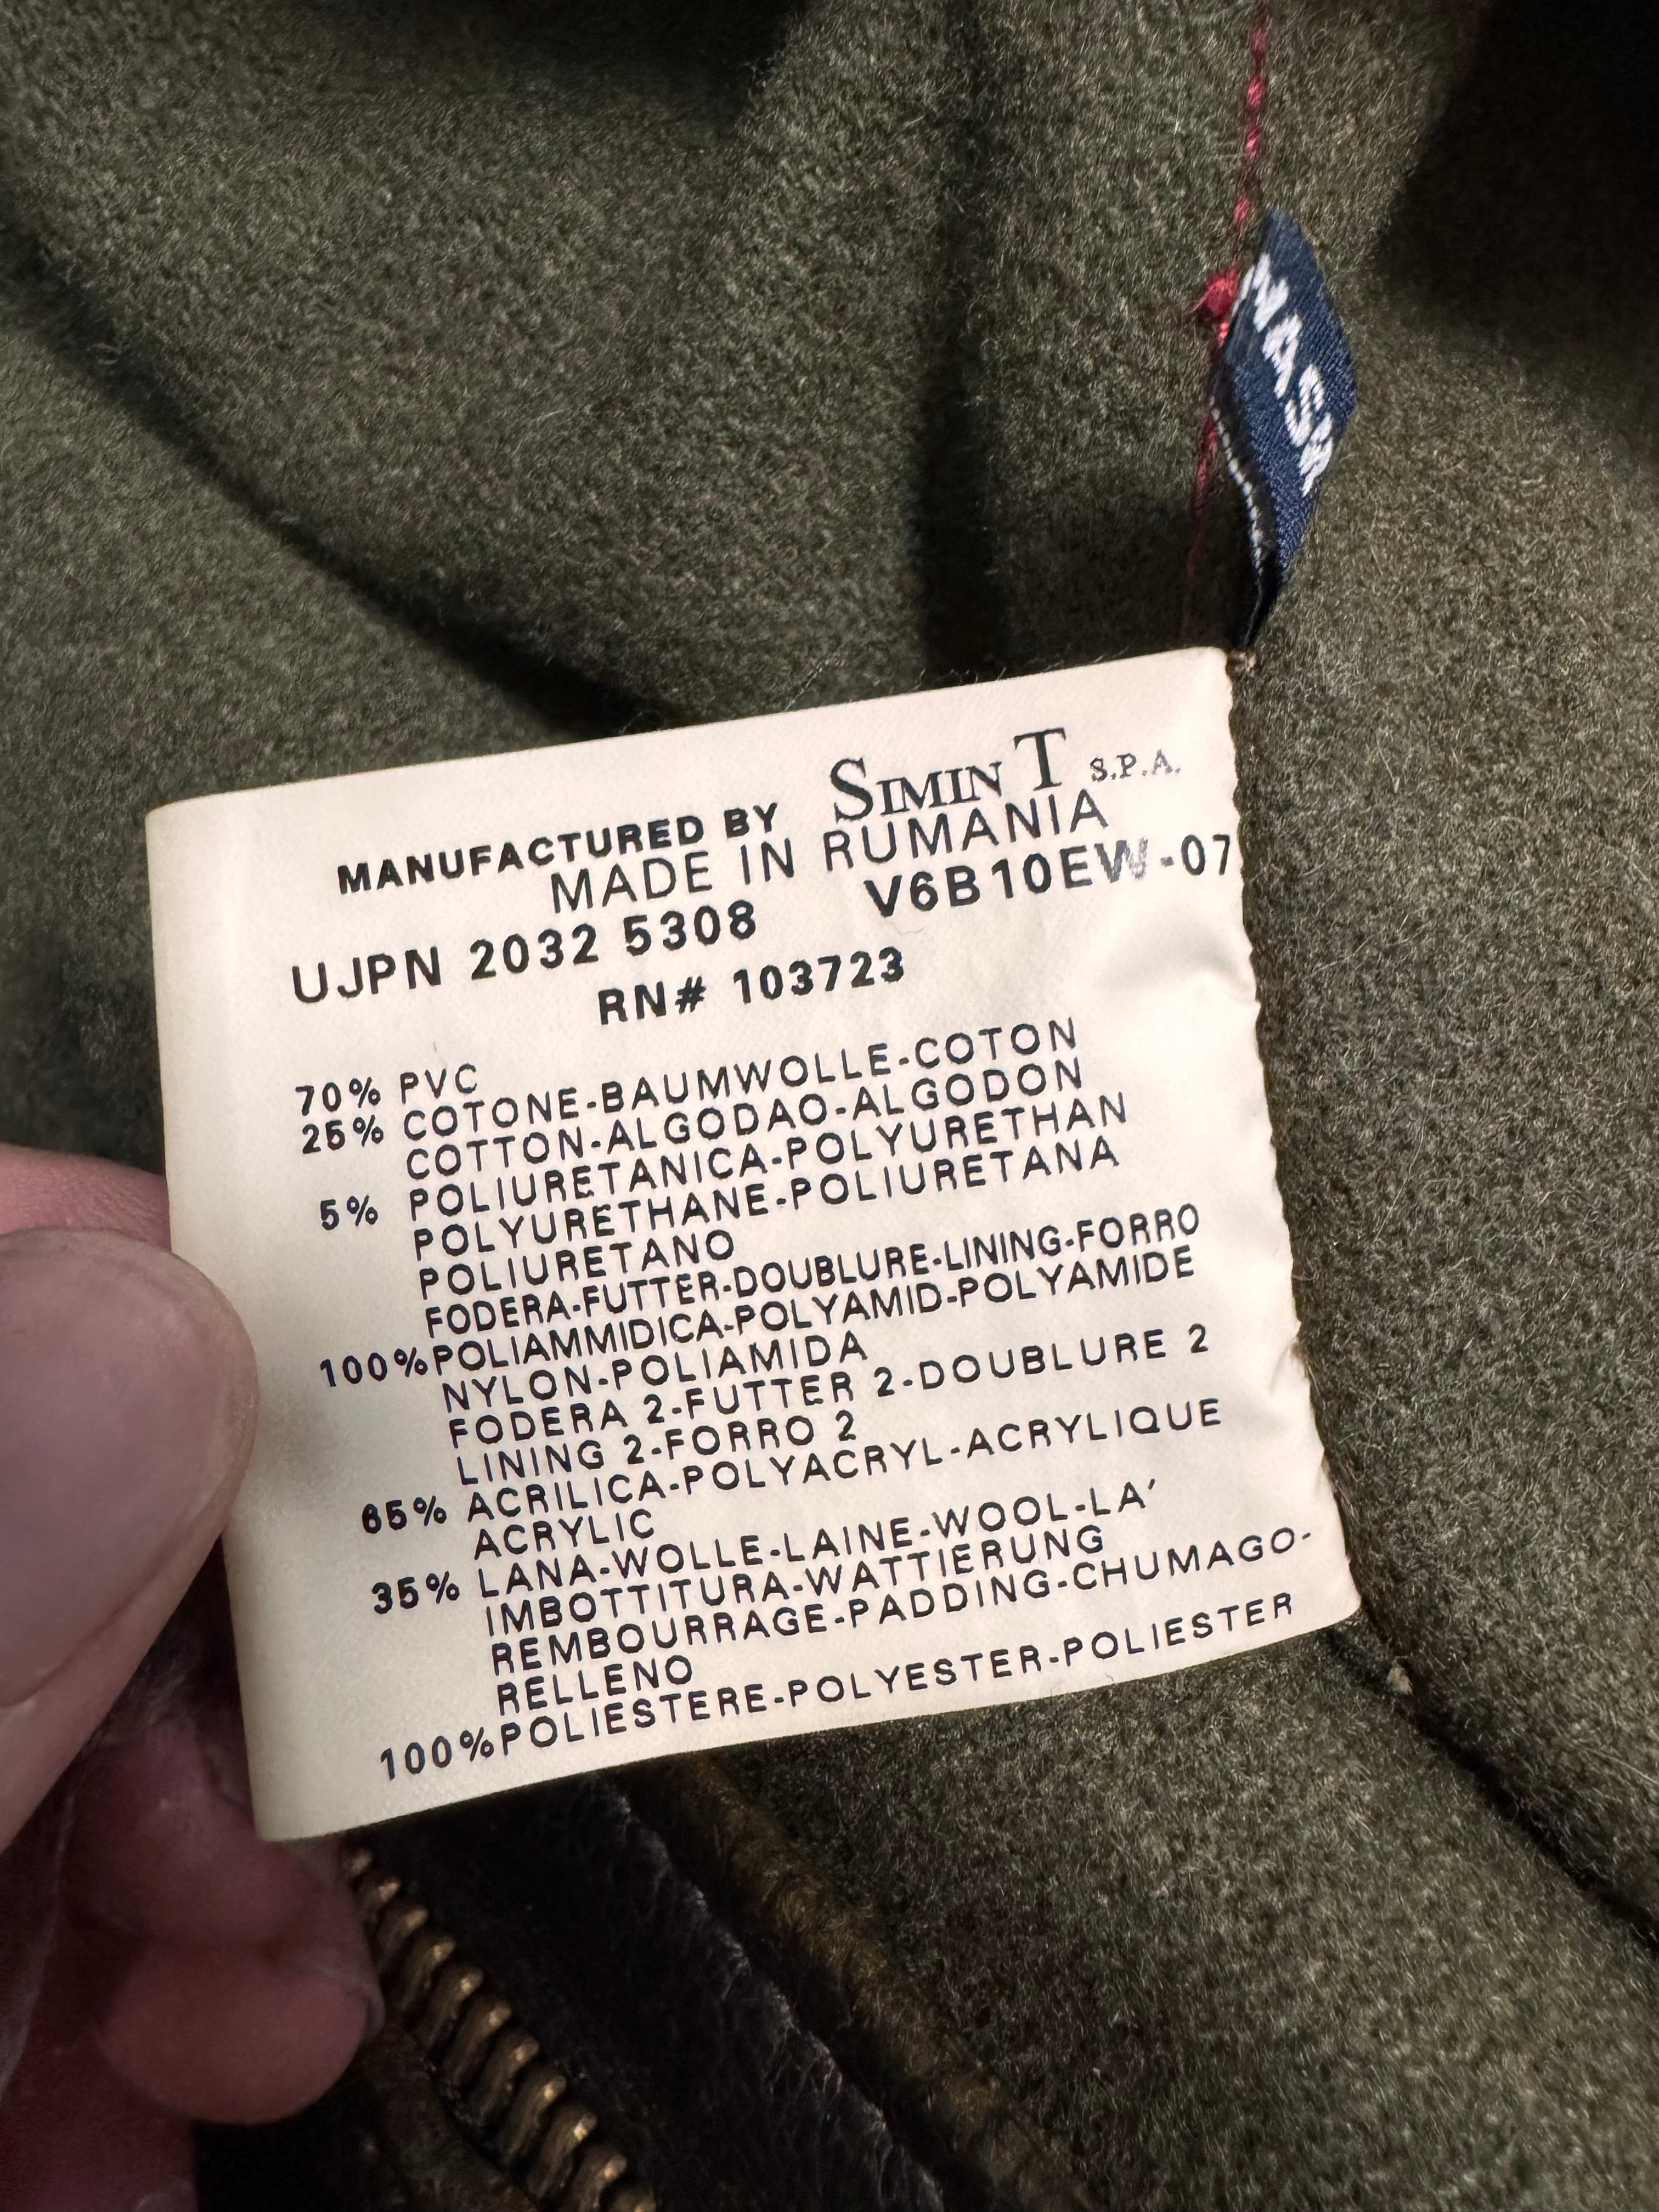 MANUFACTURED BY SIMINT S.P.A.
MADE IN RUMANIA
UJPN 2032 5308 V6B10EW-07
RN# 103723
70% PVC
25% COTONE-BAUMWOLLE-COTON
COTTON-ALGODAO-ALGODON
5% POLIURETANICA-POLYURETHAN
POLYURETHANE-POLIURETANA
POLIURETANO
FODERA-FUTTER-DOUBLURE-LINING-FORRO
100% POLIAMMIDICA-POLYAMID-POLYAMIDE
NYLON-POLIAMIDA
FODERA 2-FUTTER 2-DOUBLURE 2
LINING 2-FORRO 2
65% ACRILICA-POLYACRYL-ACRYLIQUE
ACRYLIC
35% LANA-WOLLE-LAINE-WOOL-LA'
IMBOTTITURA-WATTIERUNG
REMBOURRAGE-PADDING-CHUMAGO-
RELLENO
100% POLIESTERE-POLYESTER-POLIESTER